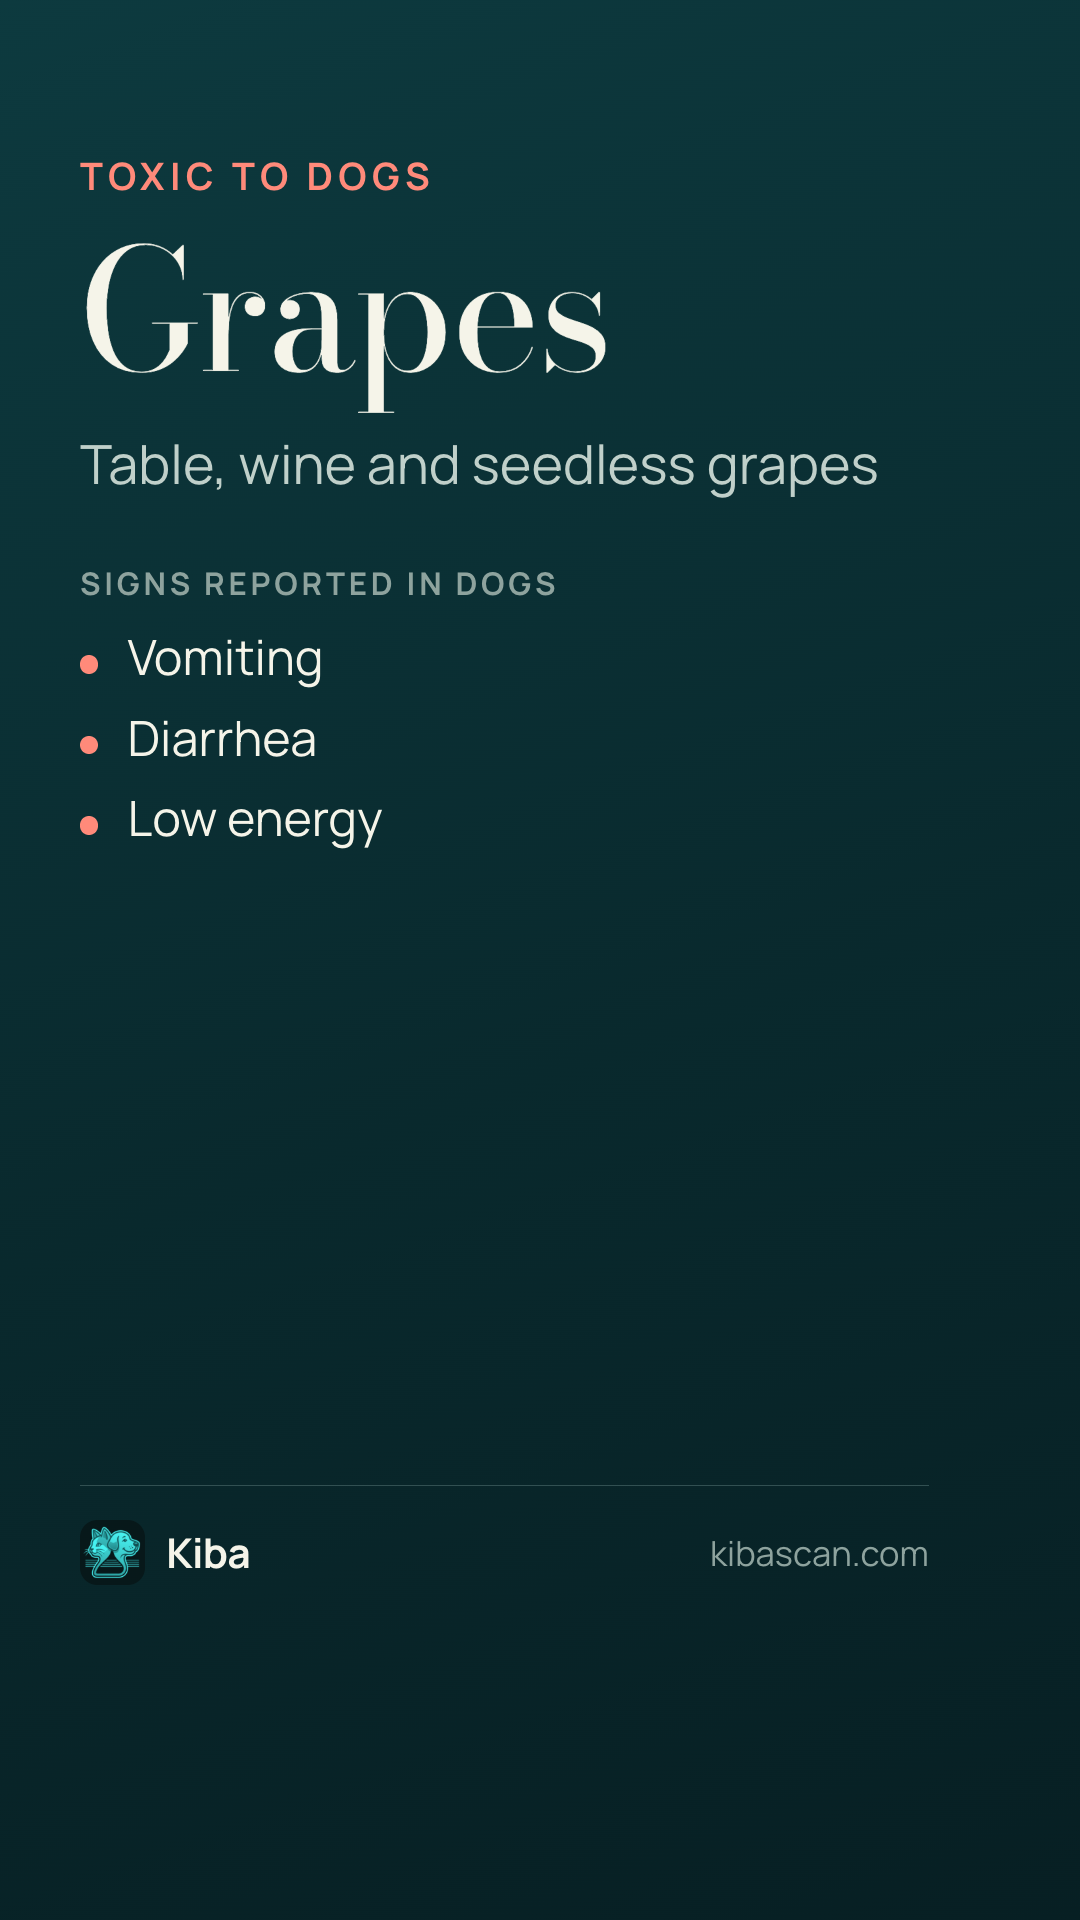 TOXIC TO DOGS
Grapes
Table, wine and seedless grapes
SIGNS REPORTED IN DOGS
Vomiting
Diarrhea
Low energy
Kiba
kibascan.com